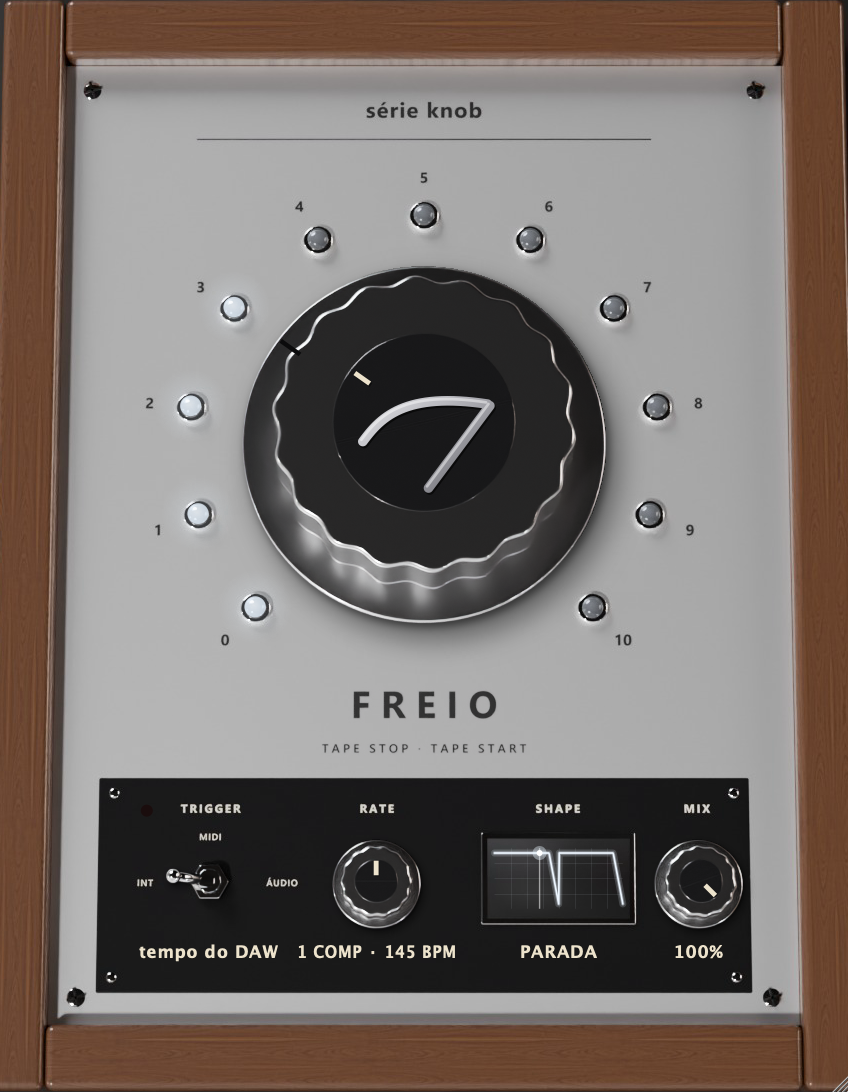 série knob
5
4
6
3
7
2
8
1
9
0
10
FREIO
TAPE STOP · TAPE START
TRIGGER
RATE
SHAPE
MIX
MIDI
INT
ÁUDIO
tempo do DAW
1 COMP · 145 BPM
PARADA
100%